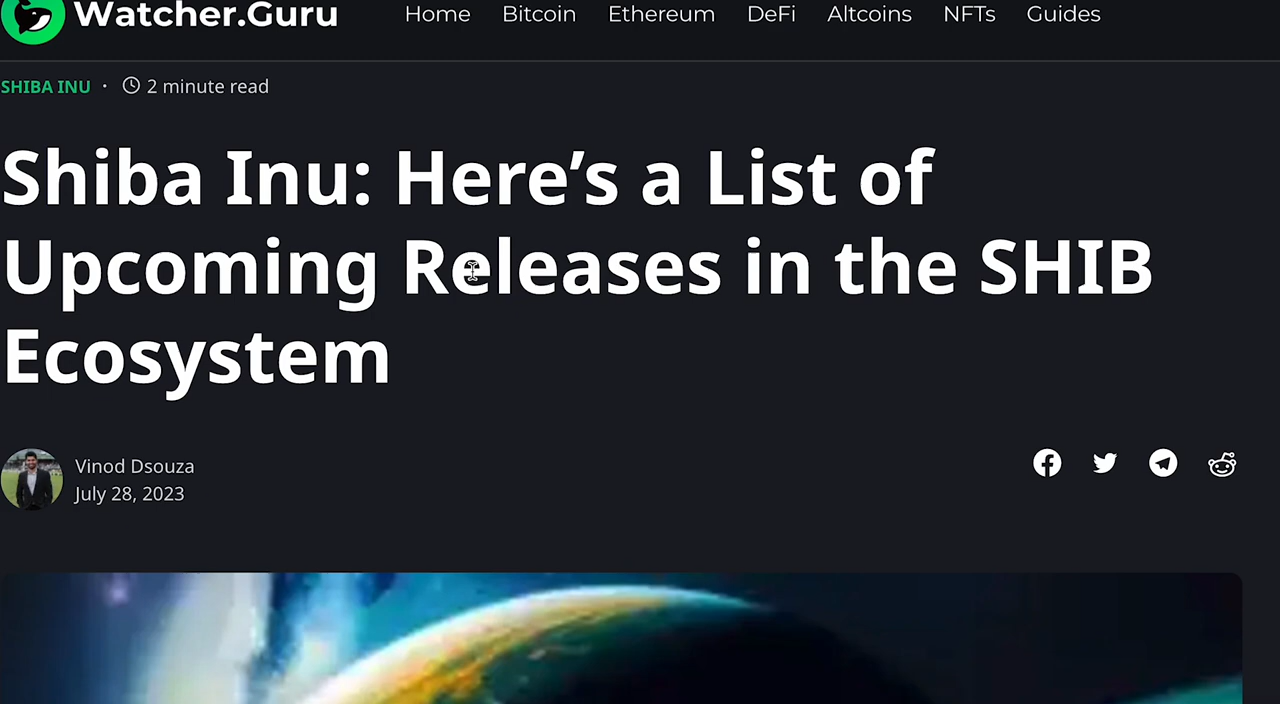 Watcher.Guru
Home Bitcoin Ethereum DeFi Altcoins NFTs Guides
SHIBA INU · 2 minute read
Shiba Inu: Here’s a List of
Upcoming Releases in the SHIB
Ecosystem
Vinod Dsouza
July 28, 2023